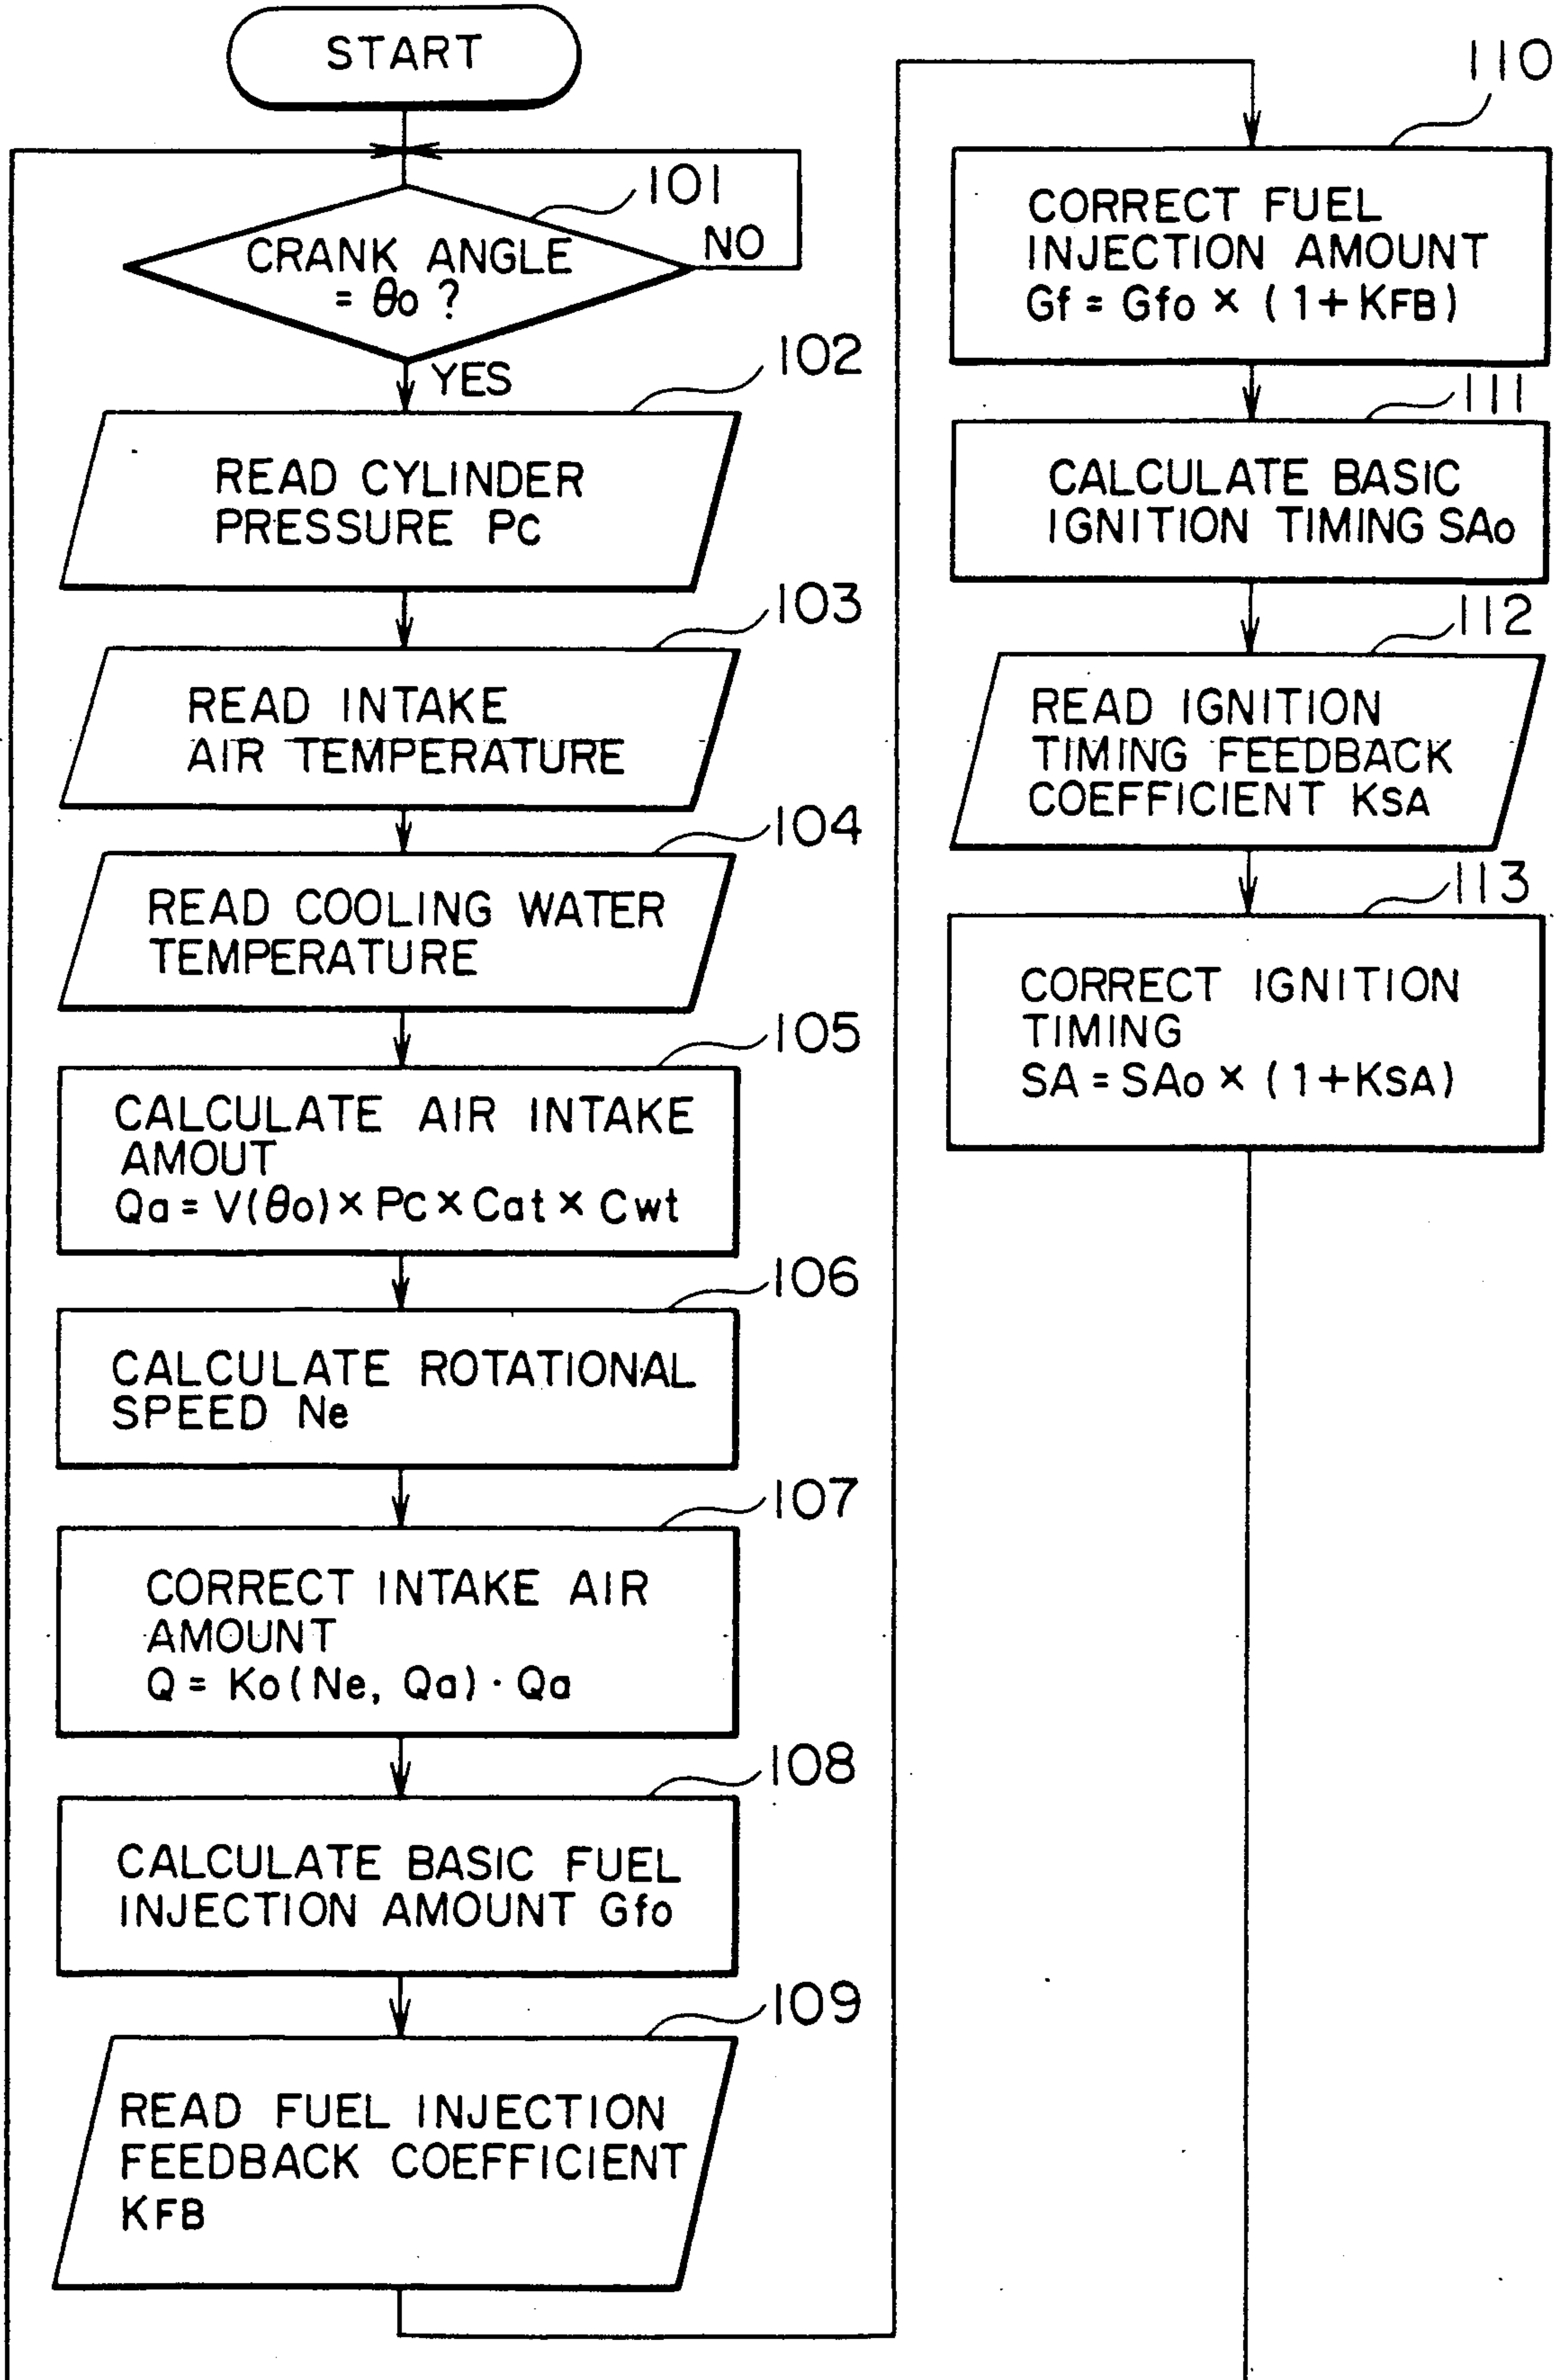 START
101
CRANK ANGLE
= θo ?
NO
YES
102
READ CYLINDER
PRESSURE Pc
103
READ INTAKE
AIR TEMPERATURE
104
READ COOLING WATER
TEMPERATURE
105
CALCULATE AIR INTAKE
AMOUT
Qa = V(θo) × Pc × Cat × Cwt
106
CALCULATE ROTATIONAL
SPEED Ne
107
CORRECT INTAKE AIR
AMOUNT
Q = Ko(Ne, Qa) · Qa
108
CALCULATE BASIC FUEL
INJECTION AMOUNT Gfo
109
READ FUEL INJECTION
FEEDBACK COEFFICIENT
KFB
110
CORRECT FUEL
INJECTION AMOUNT
Gf = Gfo × (1+KFB)
111
CALCULATE BASIC
IGNITION TIMING SAo
112
READ IGNITION
TIMING FEEDBACK
COEFFICIENT KSA
113
CORRECT IGNITION
TIMING
SA = SAo × (1+KSA)